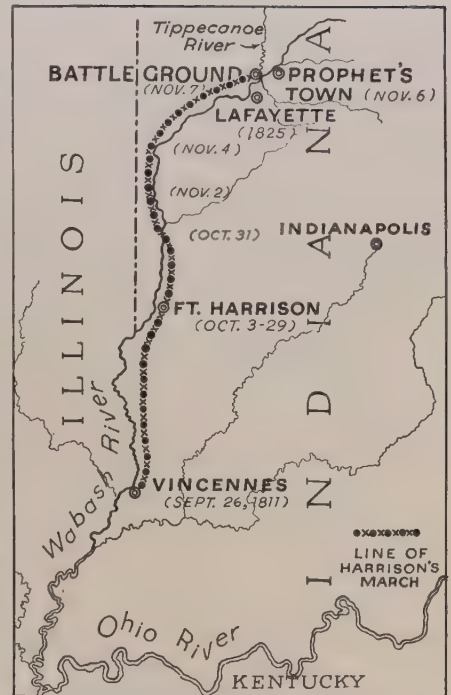 Tippecanoe
River
BATTLE GROUND
(NOV. 7)
PROPHET'S
TOWN (NOV. 6)
LAFAYETTE
(1825)
(NOV. 4)
(NOV. 2)
(OCT. 31)
INDIANAPOLIS
FT. HARRISON
(OCT. 3-29)
ILLINOIS
INDIANA
Wabash River
VINCENNES
(SEPT. 26, 1811)
LINE OF
HARRISON'S
MARCH
Ohio River
KENTUCKY